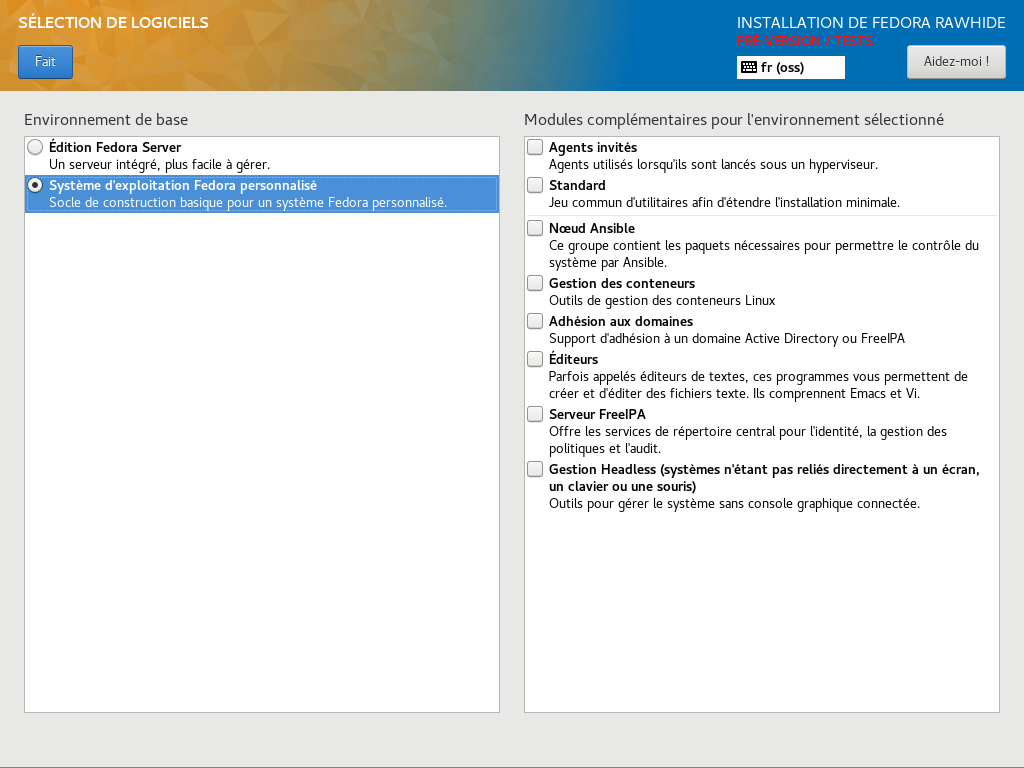 SÉLECTION DE LOGICIELS
INSTALLATION DE FEDORA RAWHIDE
PRÉ-VERSION / TESTS
Fait
fr (oss)
Aidez-moi !
Environnement de base
Édition Fedora Server
Un serveur intégré, plus facile à gérer.
Système d'exploitation Fedora personnalisé
Socle de construction basique pour un système Fedora personnalisé.
Modules complémentaires pour l'environnement sélectionné
Agents invités
Agents utilisés lorsqu'ils sont lancés sous un hyperviseur.
Standard
Jeu commun d'utilitaires afin d'étendre l'installation minimale.
Nœud Ansible
Ce groupe contient les paquets nécessaires pour permettre le contrôle du
système par Ansible.
Gestion des conteneurs
Outils de gestion des conteneurs Linux
Adhésion aux domaines
Support d'adhésion à un domaine Active Directory ou FreeIPA
Éditeurs
Parfois appelés éditeurs de textes, ces programmes vous permettent de
créer et d'éditer des fichiers texte. Ils comprennent Emacs et Vi.
Serveur FreeIPA
Offre les services de répertoire central pour l'identité, la gestion des
politiques et l'audit.
Gestion Headless (systèmes n'étant pas reliés directement à un écran,
un clavier ou une souris)
Outils pour gérer le système sans console graphique connectée.